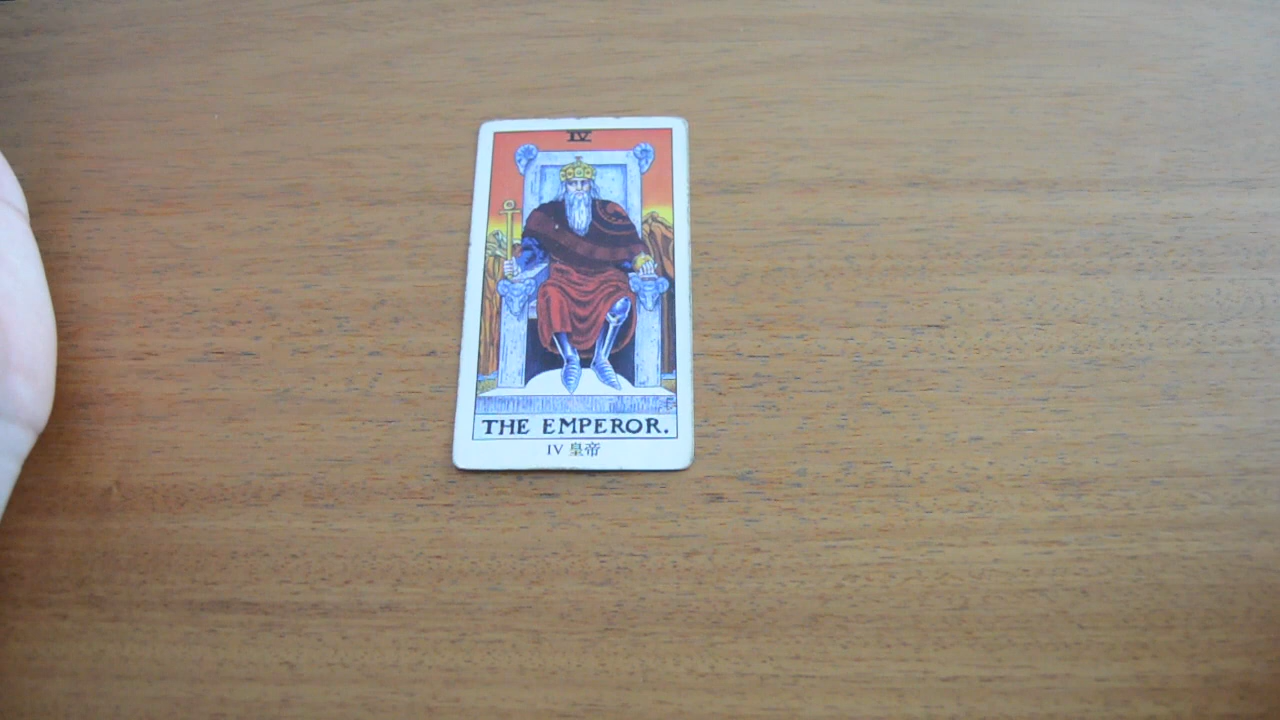 IV
THE EMPEROR.
IV 皇帝